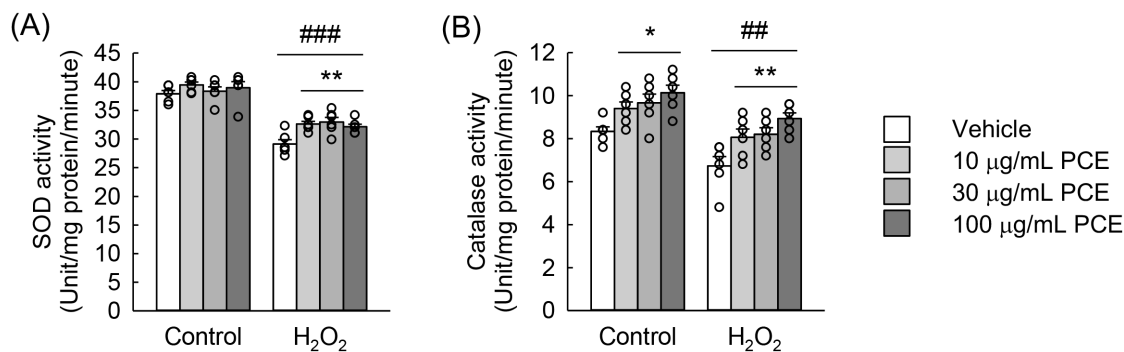 (A)
SOD activity
(Unit/mg protein/minute)
45
40
35
30
25
20
15
10
5
0
###
**
Control
H2O2
(B)
Catalase activity
(Unit/mg protein/minute)
12
10
8
6
4
2
0
*
##
**
Control
H2O2
Vehicle
10 μg/mL PCE
30 μg/mL PCE
100 μg/mL PCE